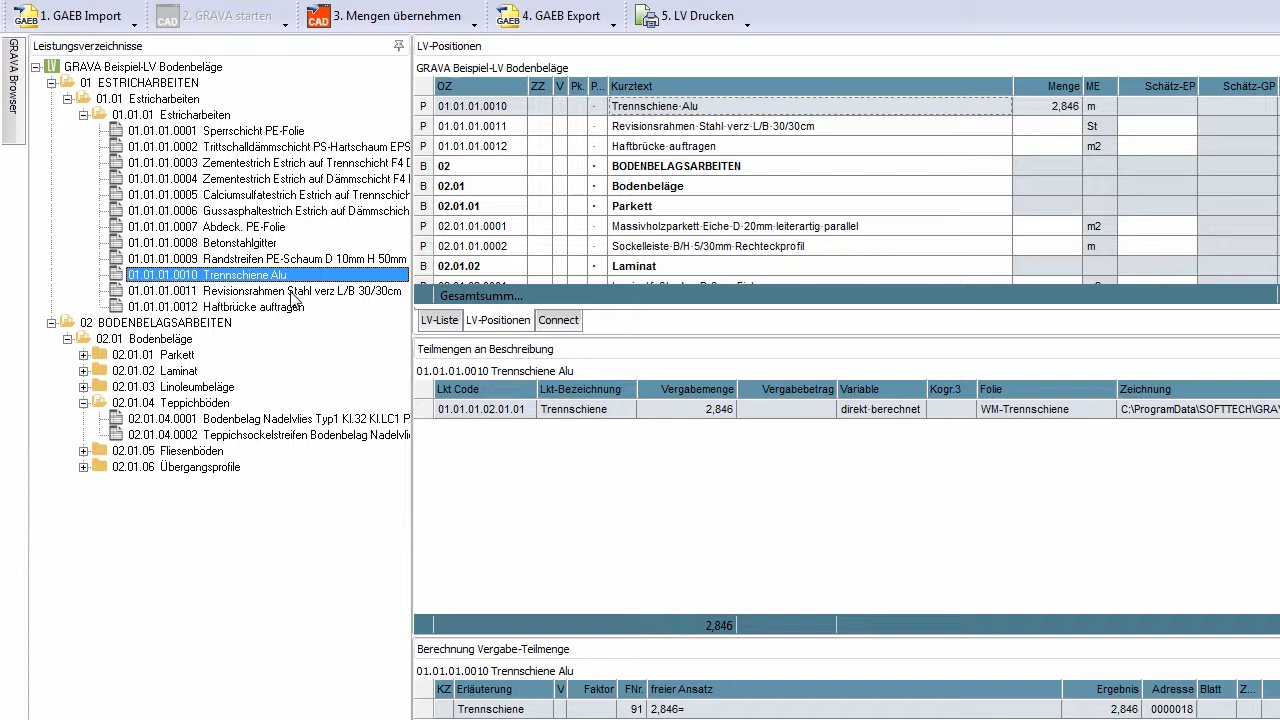 1. GAEB Import
2. GRAVA starten
3. Mengen übernehmen
4. GAEB Export
5. LV Drucken
GRAVA Browser
Leistungsverzeichnisse
GRAVA Beispiel-LV Bodenbeläge
01 ESTRICHARBEITEN
01.01 Estricharbeiten
01.01.01 Estricharbeiten
01.01.01.0001 Sperrschicht PE-Folie
01.01.01.0002 Trittschalldämmschicht PS-Hartschaum EPS
01.01.01.0003 Zementestrich Estrich auf Trennschicht F4 D
01.01.01.0004 Zementestrich Estrich auf Dämmschicht F4
01.01.01.0005 Calciumsulfatestrich Estrich auf Trennschich
01.01.01.0006 Gussasphaltestrich Estrich auf Dämmschich
01.01.01.0007 Abdeck. PE-Folie
01.01.01.0008 Betonstahlgitter
01.01.01.0009 Randstreifen PE-Schaum D 10mm H 50mm
01.01.01.0010 Trennschiene Alu
01.01.01.0011 Revisionsrahmen Stahl verz L/B 30/30cm
01.01.01.0012 Haftbrücke auftragen
02 BODENBELAGSARBEITEN
02.01 Bodenbeläge
02.01.01 Parkett
02.01.02 Laminat
02.01.03 Linoleumbeläge
02.01.04 Teppichböden
02.01.04.0001 Bodenbelag Nadelvlies Typ1 Kl.32 Kl.LC1 P
02.01.04.0002 Teppichsockelstreifen Bodenbelag Nadelvlie
02.01.05 Fliesenböden
02.01.06 Übergangsprofile
LV-Positionen
GRAVA Beispiel-LV Bodenbeläge
OZ ZZ V Pk. P... Kurztext Menge ME Schätz-EP Schätz-GP
P 01.01.01.0010 · Trennschiene·Alu 2,846 m
P 01.01.01.0011 · Revisionsrahmen·Stahl·verz·L/B·30/30cm St
P 01.01.01.0012 · Haftbrücke·auftragen m2
B 02 · BODENBELAGSARBEITEN
B 02.01 · Bodenbeläge
B 02.01.01 · Parkett
P 02.01.01.0001 · Massivholzparkett·Eiche·D·20mm·leiterartig·parallel m2
P 02.01.01.0002 · Sockelleiste·B/H·5/30mm·Rechteckprofil m
B 02.01.02 · Laminat
Gesamtsumm...
LV-Liste LV-Positionen Connect
Teilmengen an Beschreibung
01.01.01.0010 Trennschiene Alu
Lkt Code Lkt-Bezeichnung Vergabemenge Vergabebetrag Variable Kogr.3 Folie Zeichnung
01.01.01.02.01.01 Trennschiene 2,846 direkt·berechnet WM-Trennschiene C:\ProgramData\SOFTTECH\GRA
2,846
Berechnung Vergabe-Teilmenge
01.01.01.0010 Trennschiene Alu
KZ Erläuterung V Faktor FNr. freier Ansatz Ergebnis Adresse Blatt Z...
Trennschiene 91 2,846= 2,846 0000018